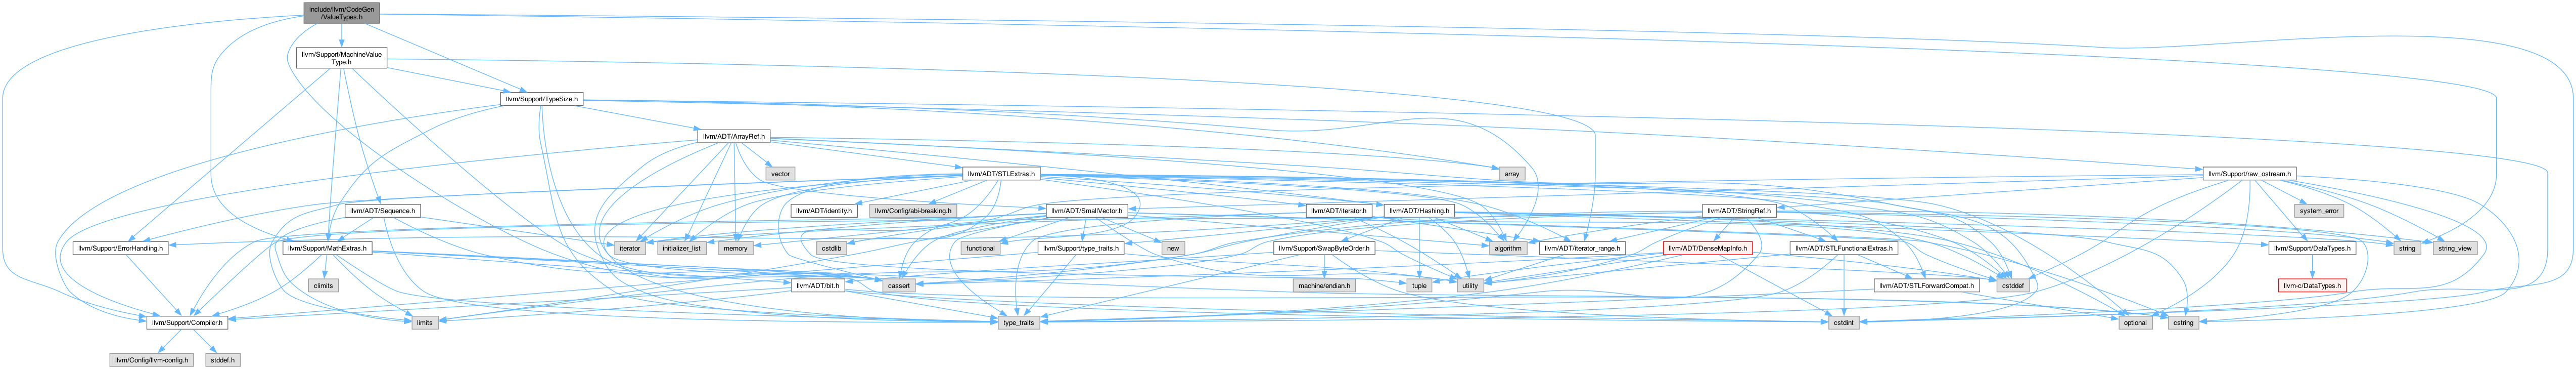 include/llvm/CodeGen
/ValueTypes.h
llvm/Support/MachineValue
Type.h
llvm/Support/TypeSize.h
llvm/ADT/ArrayRef.h
vector
llvm/ADT/STLExtras.h
array
llvm/Support/raw_ostream.h
llvm/ADT/Sequence.h
llvm/ADT/identity.h
llvm/Config/abi-breaking.h
llvm/ADT/SmallVector.h
llvm/ADT/iterator.h
llvm/ADT/Hashing.h
llvm/ADT/StringRef.h
system_error
llvm/Support/ErrorHandling.h
llvm/Support/MathExtras.h
iterator
initializer_list
memory
cstdlib
functional
llvm/Support/type_traits.h
new
llvm/Support/SwapByteOrder.h
algorithm
llvm/ADT/iterator_range.h
llvm/ADT/DenseMapInfo.h
llvm/ADT/STLFunctionalExtras.h
llvm/Support/DataTypes.h
string
string_view
climits
llvm/ADT/bit.h
cassert
machine/endian.h
tuple
utility
llvm/ADT/STLForwardCompat.h
cstddef
llvm-c/DataTypes.h
llvm/Support/Compiler.h
limits
type_traits
cstdint
optional
cstring
llvm/Config/llvm-config.h
stddef.h